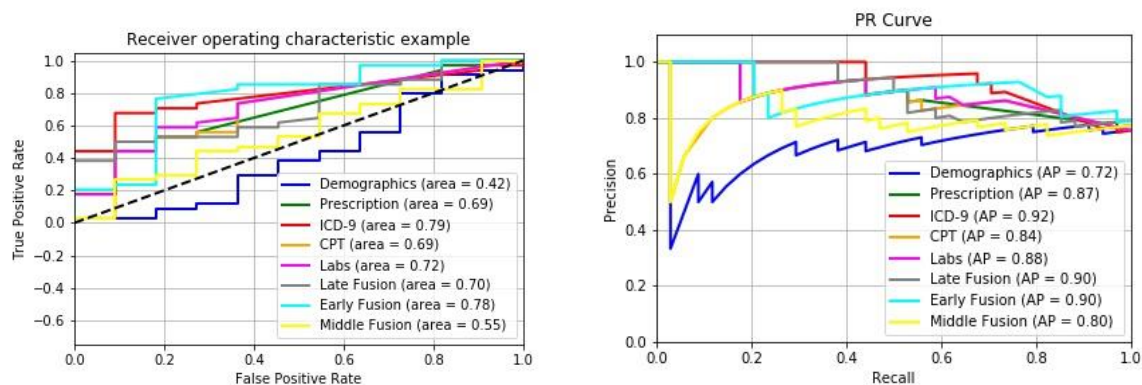 Receiver operating characteristic example
True Positive Rate
1.0
0.8
0.6
0.4
0.2
0.0
−0.2
−0.4
−0.6
Demographics (area = 0.42)
Prescription (area = 0.69)
ICD-9 (area = 0.79)
CPT (area = 0.69)
Labs (area = 0.72)
Late Fusion (area = 0.70)
Early Fusion (area = 0.78)
Middle Fusion (area = 0.55)
0.0 0.2 0.4 0.6 0.8 1.0
False Positive Rate
PR Curve
Precision
1.0
0.8
0.6
0.4
0.2
0.0
Demographics (AP = 0.72)
Prescription (AP = 0.87)
ICD-9 (AP = 0.92)
CPT (AP = 0.84)
Labs (AP = 0.88)
Late Fusion (AP = 0.90)
Early Fusion (AP = 0.90)
Middle Fusion (AP = 0.80)
0.0 0.2 0.4 0.6 0.8 1.0
Recall